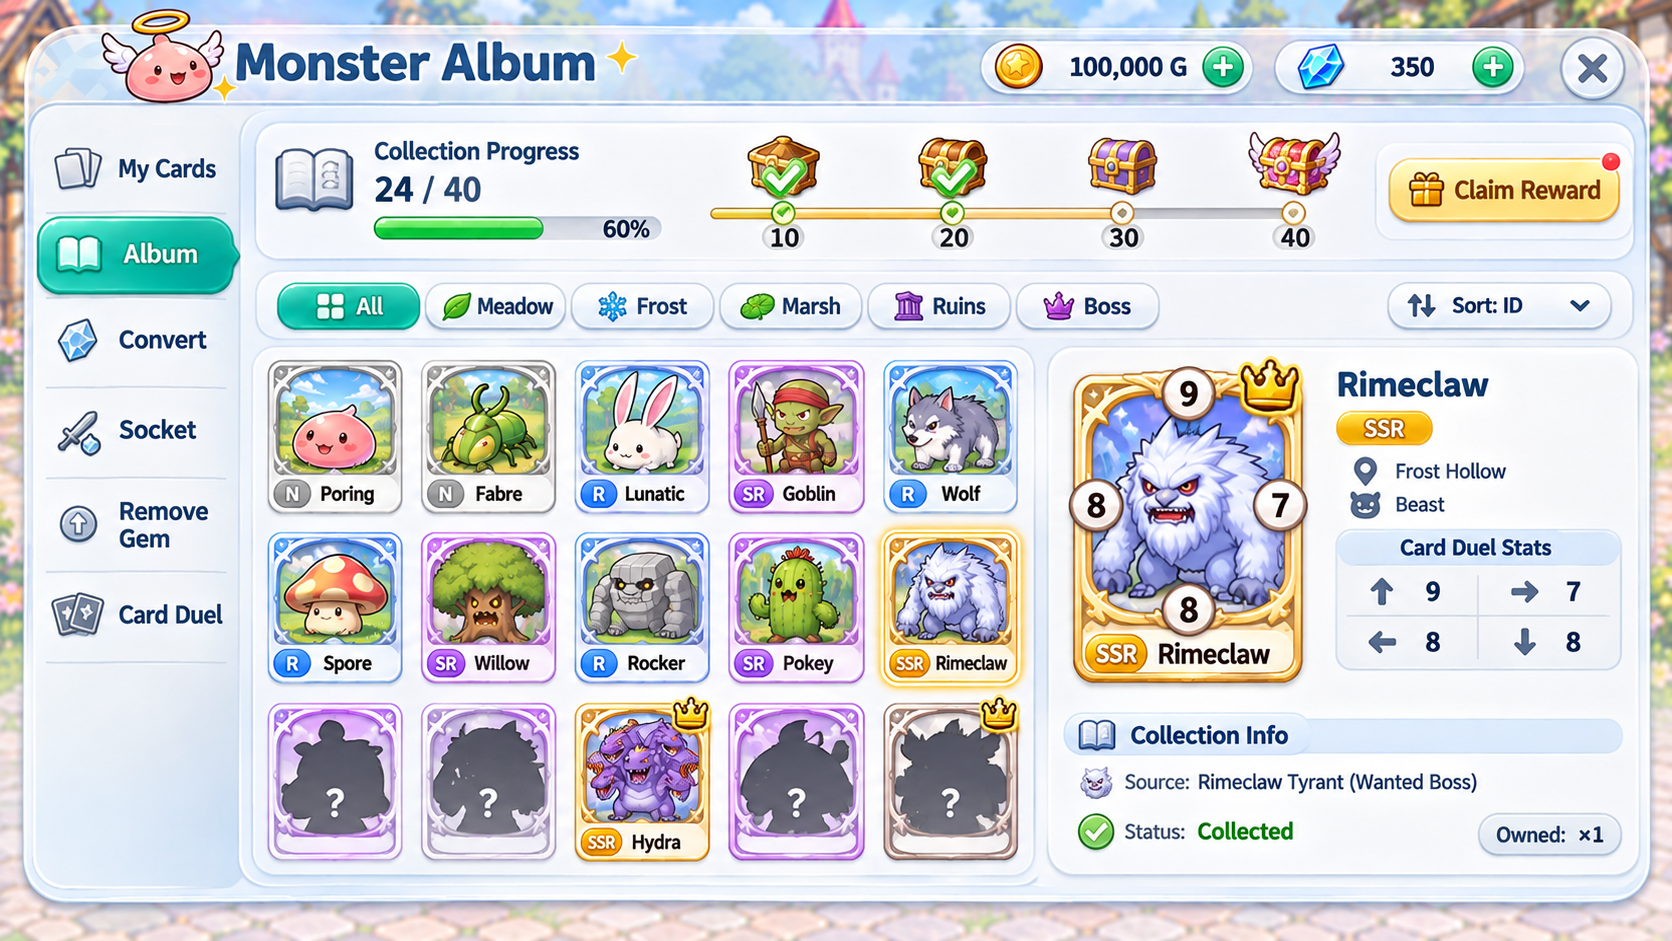 Monster Album
100,000 G
350
My Cards
Album
Convert
Socket
Remove
Gem
Card Duel
Collection Progress
24 / 40
60%
10
20
30
40
Claim Reward
All
Meadow
Frost
Marsh
Ruins
Boss
Sort: ID
N Poring
N Fabre
R Lunatic
SR Goblin
R Wolf
R Spore
SR Willow
R Rocker
SR Pokey
SSR Rimeclaw
?
?
SSR Hydra
?
?
9
8
7
8
SSR Rimeclaw
Rimeclaw
SSR
Frost Hollow
Beast
Card Duel Stats
9
7
8
8
Collection Info
Source: Rimeclaw Tyrant (Wanted Boss)
Status: Collected
Owned: ×1